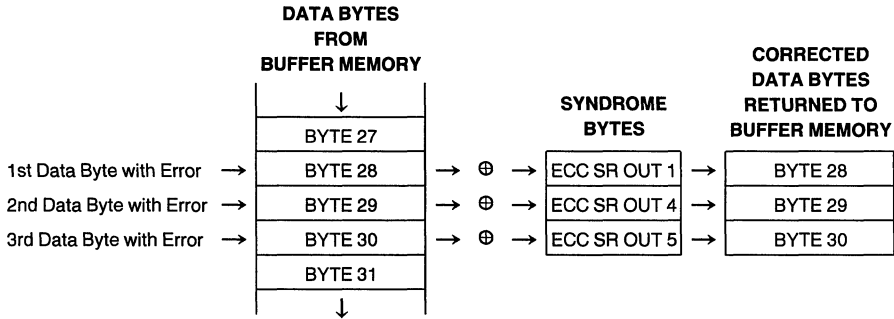 DATA BYTES
FROM
BUFFER MEMORY
CORRECTED
DATA BYTES
RETURNED TO
BUFFER MEMORY
SYNDROME
BYTES
↓
BYTE 27
1st Data Byte with Error → BYTE 28 → ⊕ → ECC SR OUT 1 → BYTE 28
2nd Data Byte with Error → BYTE 29 → ⊕ → ECC SR OUT 4 → BYTE 29
3rd Data Byte with Error → BYTE 30 → ⊕ → ECC SR OUT 5 → BYTE 30
BYTE 31
↓